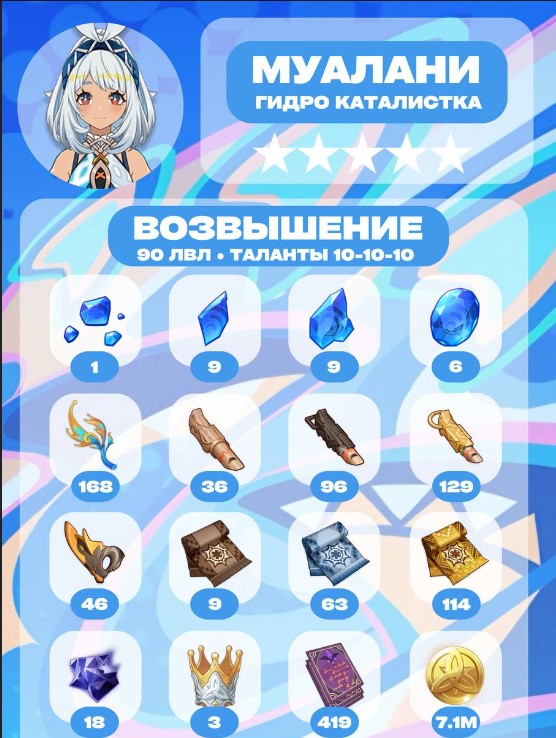 МУАЛАНИ
ГИДРО КАТАЛИСТКА
ВОЗВЫШЕНИЕ
90 ЛВЛ • ТАЛАНТЫ 10-10-10
1 9 9 6
168 36 96 129
46 9 63 114
18 3 419 7.1M